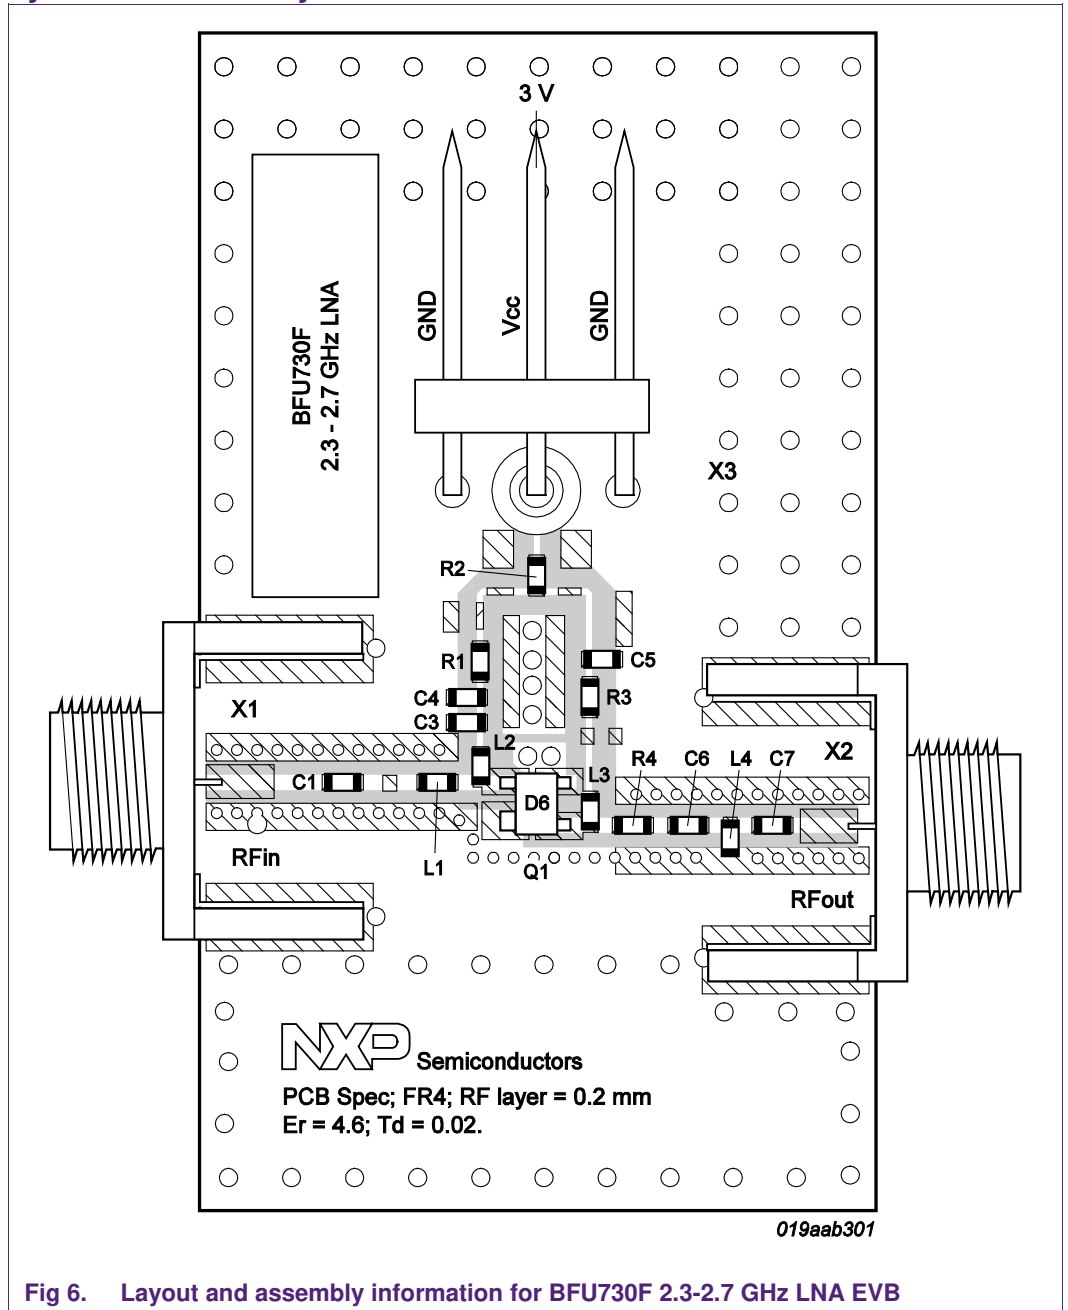 3 V
GND
Vcc
GND
BFU730F
2.3 - 2.7 GHz LNA
X3
R2
R1
C5
C4
R3
C3
X1
L2
X2
C1
L3
R4
C6
L4
C7
D6
RFin
L1
Q1
RFout
NXP Semiconductors
PCB Spec; FR4; RF layer = 0.2 mm
Er = 4.6; Td = 0.02.
019aab301
Fig 6. Layout and assembly information for BFU730F 2.3-2.7 GHz LNA EVB